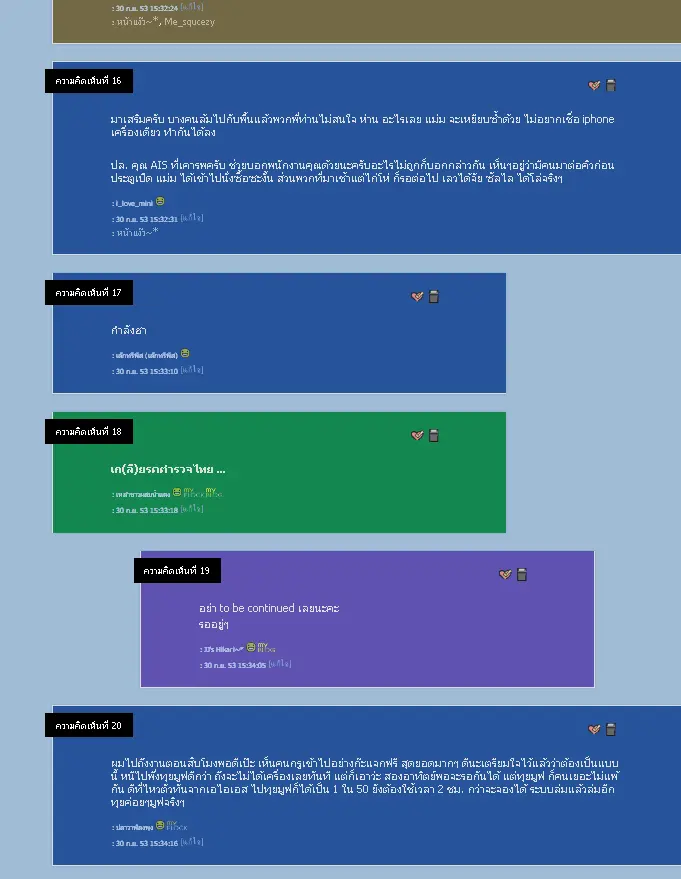 : 30 ก.ย. 53 15:32:24 [แก้ไข]
: หน้าแง้ว~*, Me_squeezy
ความคิดเห็นที่ 16
มาเสริมครับ บางคนล้มไปกับพื้นแล้วพวกพี่ท่านไม่สนใจ ห่าน อะไรเลย แม่ม จะเหยียบซ้ำด้วย ไม่อยากเชื่อ iphone
เครื่องเดียว ทำกันได้ลง
ปล. คุณ AIS ที่เคารพครับ ช่วยบอกพนักงานคุณด้วยนะครับอะไรไม่ถูกก็บอกกล่าวกัน เห็นๆอยู่ว่ามีคนมาต่อคิวก่อน
ประตูเปิด แม่ม ได้เข้าไปนั่งซื้อซะงั้น ส่วนพวกที่มาเช้าแต่ไก่โห่ ก็รอต่อไป เลวได้จัย ชัลไล ได้โล่จริงๆ
: i_love_mini
: 30 ก.ย. 53 15:32:31 [แก้ไข]
: หน้าแง้ว~*
ความคิดเห็นที่ 17
กำลังฮา
: 30 ก.ย. 53 15:33:10 [แก้ไข]
ความคิดเห็นที่ 18
เก(ลี)ยรตตำรวจไทย ...
: 30 ก.ย. 53 15:33:18 [แก้ไข]
ความคิดเห็นที่ 19
อย่า to be continued เลยนะคะ
รออยู่ๆ
: 30 ก.ย. 53 15:34:05 [แก้ไข]
ความคิดเห็นที่ 20
ผมไปถึงงานตอนสิบโมงพอดีเป๊ะ เห็นคนกรูเข้าไปอย่างกะแจกฟรี สุดยอดมากๆ ดีนะเตรียมใจไว้แล้วว่าต้องเป็นแบบ
นี้ หนีไปพึ่งทุยมูฟดีกว่า ถึงจะไม่ได้เครื่องเลยทันที แต่ก็เอาว่ะ สองอาทิตย์พอจะรอกันได้ แต่ทุยมูฟ ก็คนเยอะไม่แพ้
กัน ดีที่ไหวตัวทันจากเอไอเอส ไปทุยมูฟก็ได้เป็น 1 ใน 50 ยังต้องใช้เวลา 2 ชม. กว่าจะจองได้ ระบบล่มแล้วล่มอีก
ทุยค่อยๆมูฟจริงๆ
: 30 ก.ย. 53 15:34:16 [แก้ไข]